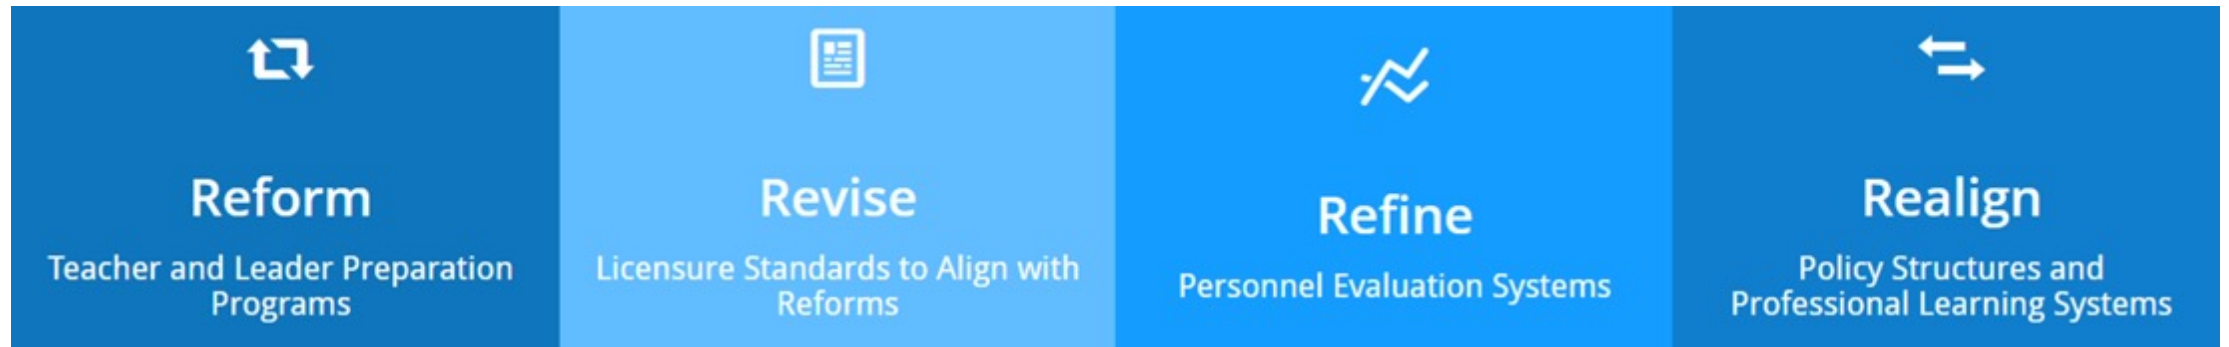 Reform
Teacher and Leader Preparation
Programs
Revise
Licensure Standards to Align with
Reforms
Refine
Personnel Evaluation Systems
Realign
Policy Structures and
Professional Learning Systems